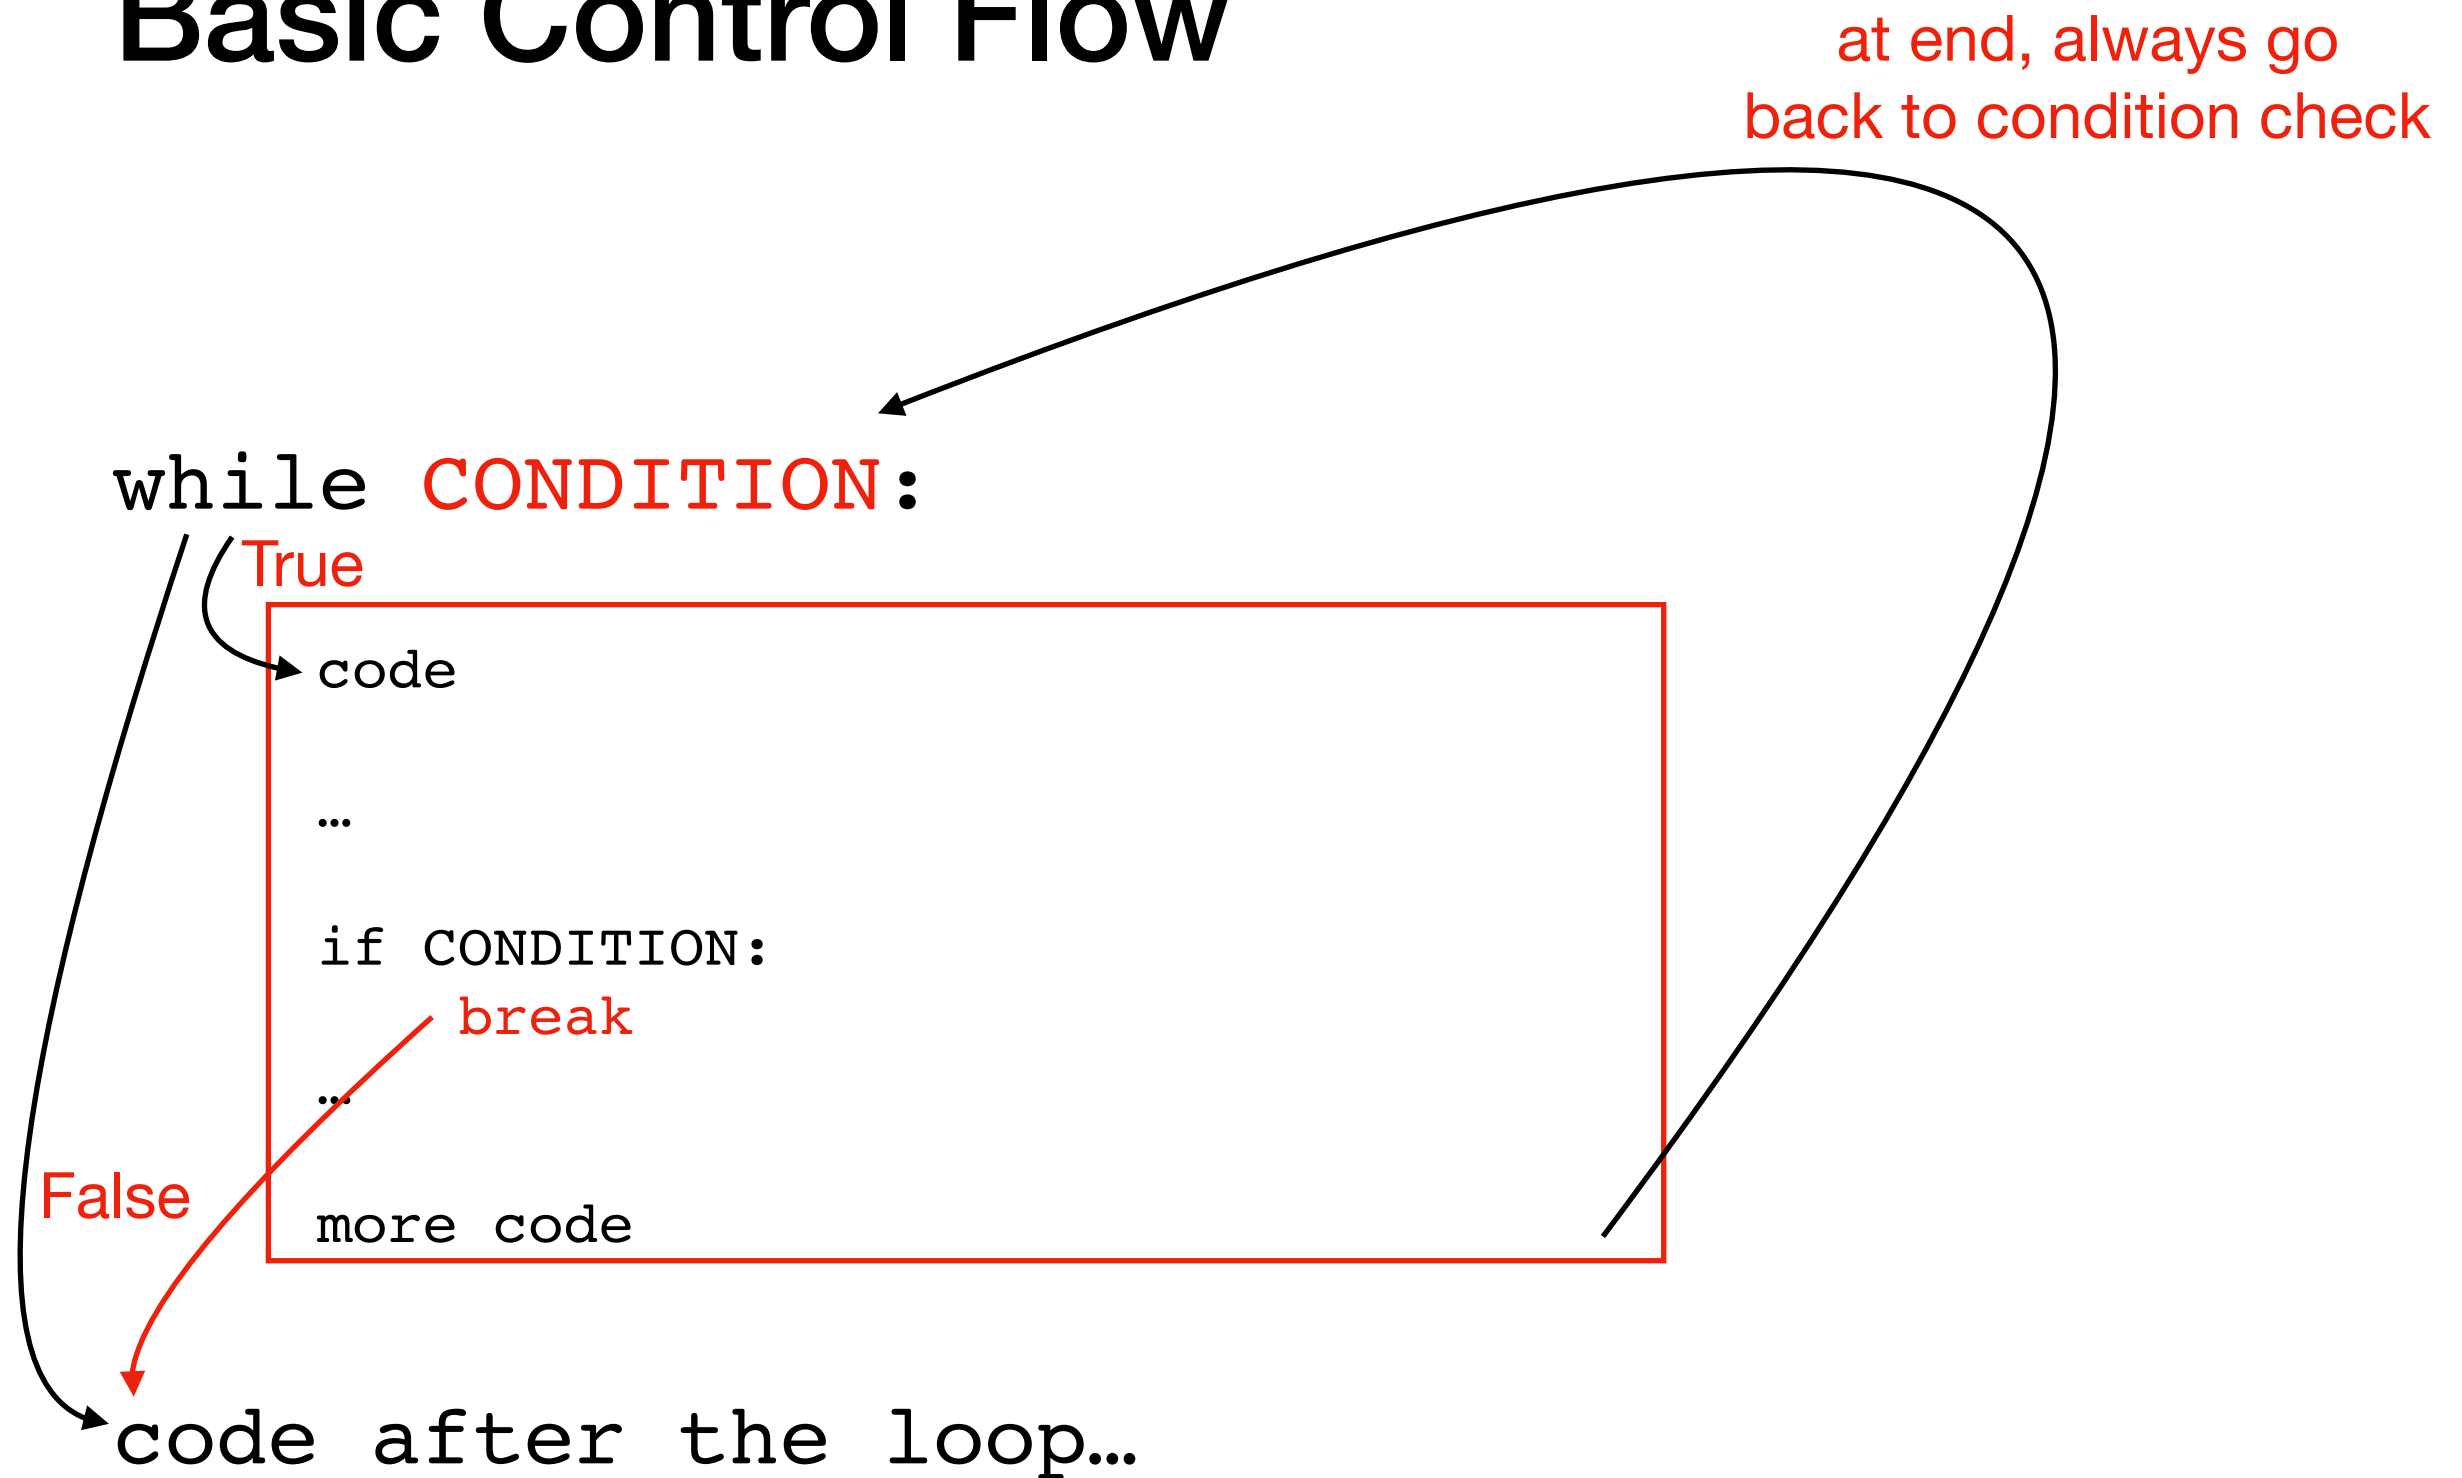 Basic Control Flow
at end, always go
back to condition check
while CONDITION:
True
code
…
if CONDITION:
break
…
False
more code
code after the loop…